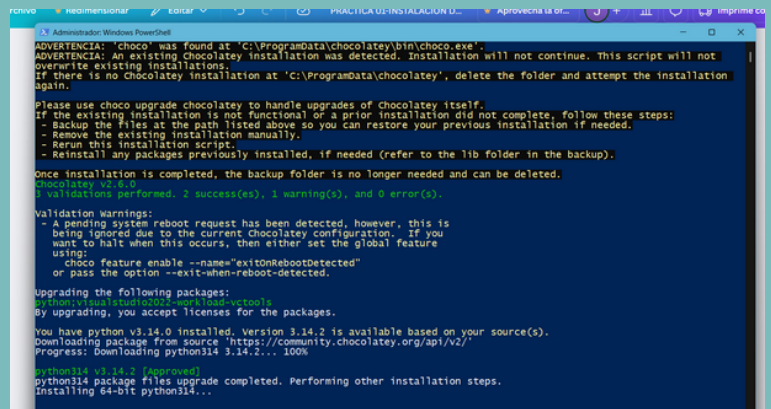 rchivo Redimensionar Editar PRÁCTICA 01-INSTALACIÓN D... Aprovecha la of... J + Imprime co
Administrador: Windows PowerShell
ADVERTENCIA: 'choco' was found at 'C:\ProgramData\chocolatey\bin\choco.exe'.
ADVERTENCIA: An existing Chocolatey installation was detected. Installation will not continue. This script will not
overwrite existing installations.
If there is no Chocolatey installation at 'C:\ProgramData\chocolatey', delete the folder and attempt the installation
again.
Please use choco upgrade chocolatey to handle upgrades of Chocolatey itself.
If the existing installation is not functional or a prior installation did not complete, follow these steps:
- Backup the files at the path listed above so you can restore your previous installation if needed.
- Remove the existing installation manually.
- Rerun this installation script.
- Reinstall any packages previously installed, if needed (refer to the lib folder in the backup).
Once installation is completed, the backup folder is no longer needed and can be deleted.
Chocolatey v2.6.0
3 validations performed. 2 success(es), 1 warning(s), and 0 error(s).
Validation Warnings:
- A pending system reboot request has been detected, however, this is
being ignored due to the current Chocolatey configuration. If you
want to halt when this occurs, then either set the global feature
using:
choco feature enable --name="exitOnRebootDetected"
or pass the option --exit-when-reboot-detected.
Upgrading the following packages:
python;visualstudio2022-workload-vctools
By upgrading, you accept licenses for the packages.
You have python v3.14.0 installed. Version 3.14.2 is available based on your source(s).
Downloading package from source 'https://community.chocolatey.org/api/v2/'
Progress: Downloading python314 3.14.2... 100%
python314 v3.14.2 [Approved]
python314 package files upgrade completed. Performing other installation steps.
Installing 64-bit python314...